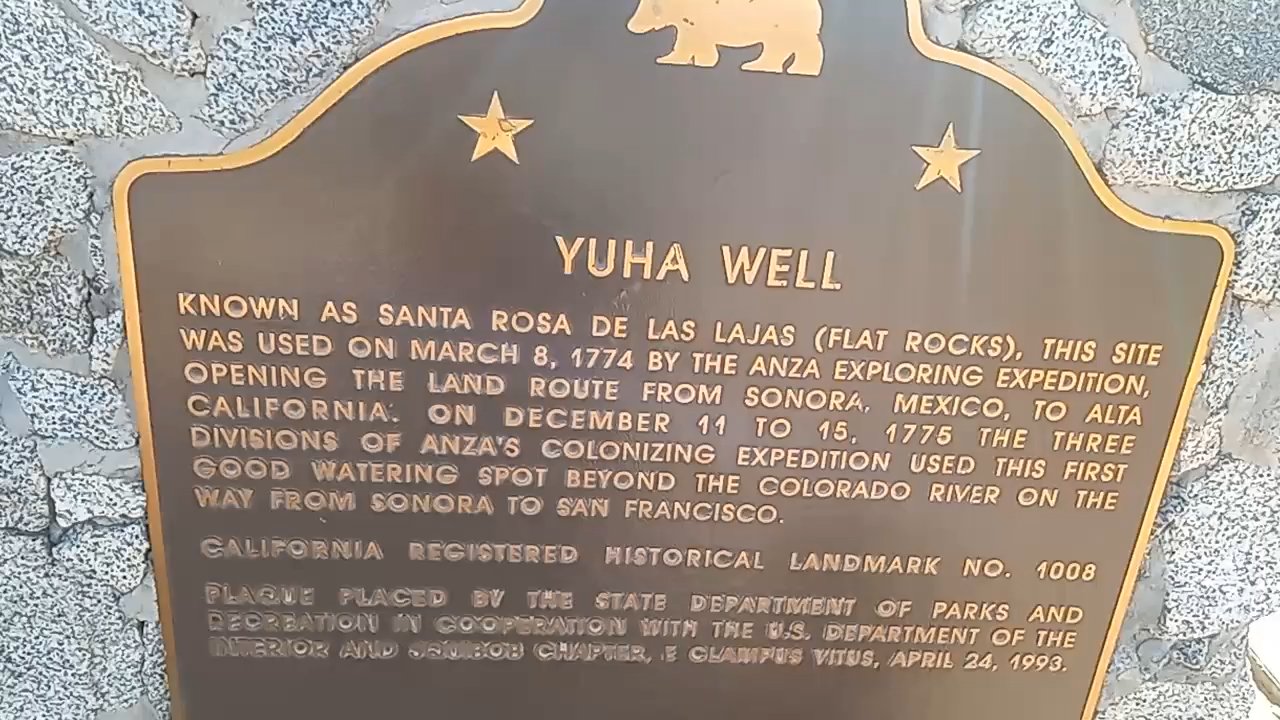 YUHA WELL
KNOWN AS SANTA ROSA DE LAS LAJAS (FLAT ROCKS), THIS SITE
WAS USED ON MARCH 8, 1774 BY THE ANZA EXPLORING EXPEDITION,
OPENING THE LAND ROUTE FROM SONORA, MEXICO, TO ALTA
CALIFORNIA. ON DECEMBER 11 TO 15, 1775 THE THREE
DIVISIONS OF ANZA'S COLONIZING EXPEDITION USED THIS FIRST
GOOD WATERING SPOT BEYOND THE COLORADO RIVER ON THE
WAY FROM SONORA TO SAN FRANCISCO.
CALIFORNIA REGISTERED HISTORICAL LANDMARK NO. 1008
PLAQUE PLACED BY THE STATE DEPARTMENT OF PARKS AND
RECREATION IN COOPERATION WITH THE U.S. DEPARTMENT OF THE
INTERIOR AND CHAPTER, E CLAMPUS VITUS, APRIL 24, 1993.